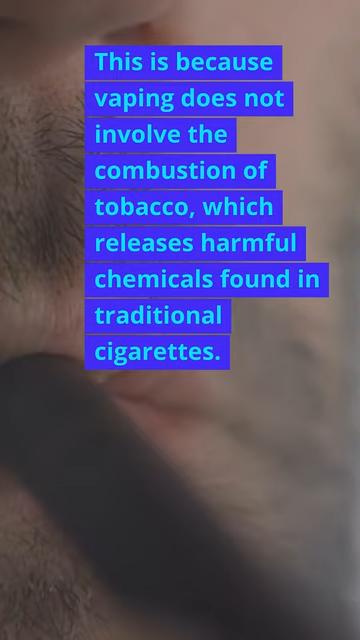 This is because
vaping does not
involve the
combustion of
tobacco, which
releases harmful
chemicals found in
traditional
cigarettes.